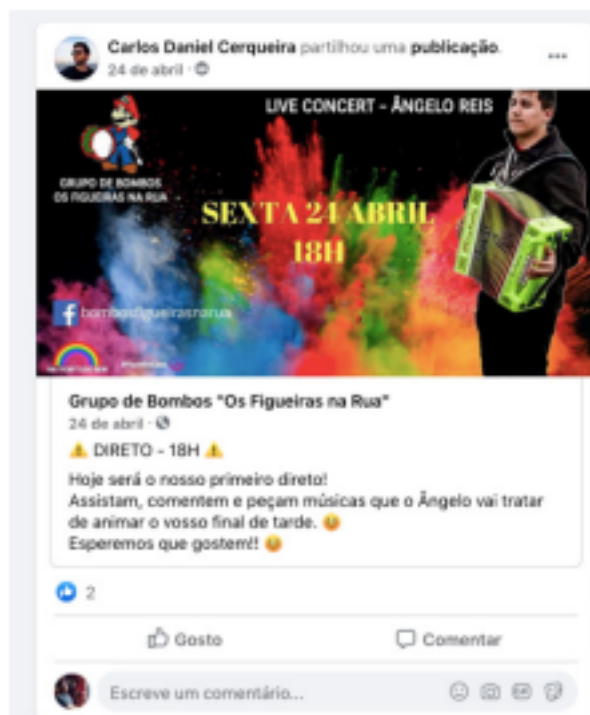 Carlos Daniel Cerqueira partilhou uma publicação.
24 de abril
LIVE CONCERT - ÂNGELO REIS
GRUPO DE BOMBOS
OS FIGUEIRAS NA RUA
SEXTA 24 ABRIL
18H
bombosfigueirasnarua
Grupo de Bombos "Os Figueiras na Rua"
24 de abril
DIRETO - 18H
Hoje será o nosso primeiro direto!
Assistam, comentem e peçam músicas que o Ângelo vai tratar
de animar o vosso final de tarde.
Esperemos que gostem!!
2
Gosto
Comentar
Escreve um comentário...
GIF